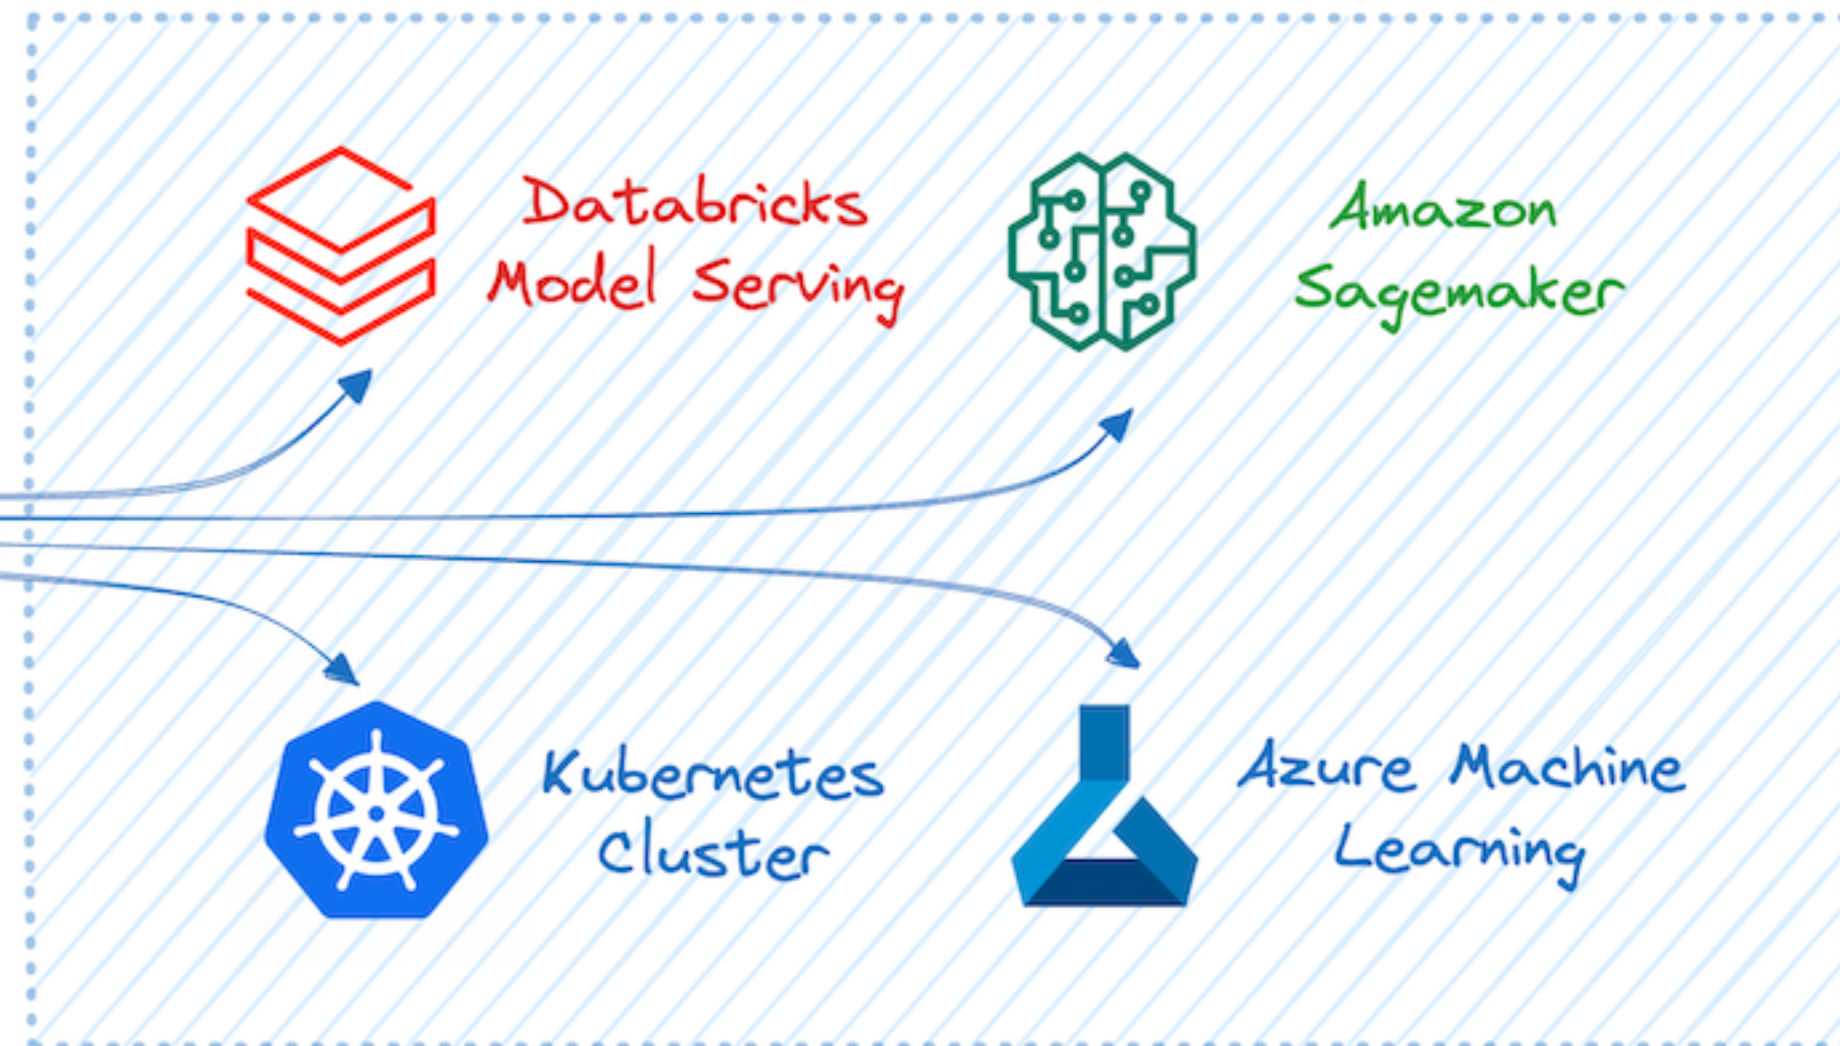 Databricks
Model Serving
Amazon
Sagemaker
Kubernetes
Cluster
Azure Machine
Learning